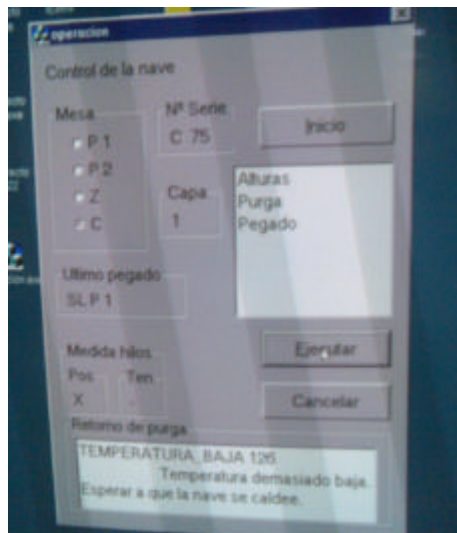 operacion
Control de la nave
Mesa
P 1
P 2
Z
C
Nº Serie
C 75
Inicio
Capa
1
Alturas
Purga
Pegado
Ultimo pegado
SL P 1
Medida hilos
Pos
Ten
X
-
Ejecutar
Cancelar
Retorno de purga
TEMPERATURA, BAJA 126.
Temperatura demasiado baja.
Esperar a que la nave se caldee.